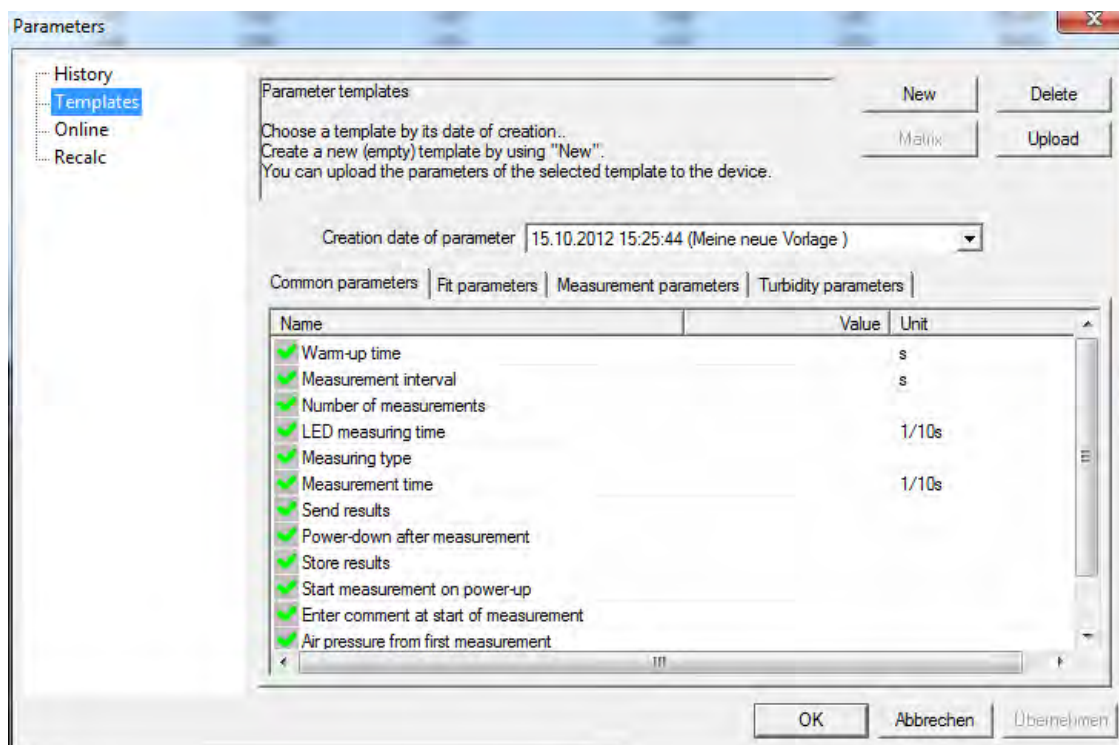 Parameters
History
Templates
Online
Recalc
Parameter templates
Choose a template by its date of creation..
Create a new (empty) template by using "New".
You can upload the parameters of the selected template to the device.
New
Delete
Matrix
Upload
Creation date of parameter 15.10.2012 15:25:44 (Meine neue Vorlage )
Common parameters Fit parameters Measurement parameters Turbidity parameters
Name Value Unit
Warm-up time s
Measurement interval s
Number of measurements
LED measuring time 1/10s
Measuring type
Measurement time 1/10s
Send results
Power-down after measurement
Store results
Start measurement on power-up
Enter comment at start of measurement
Air pressure from first measurement
OK Abbrechen Übernehmen